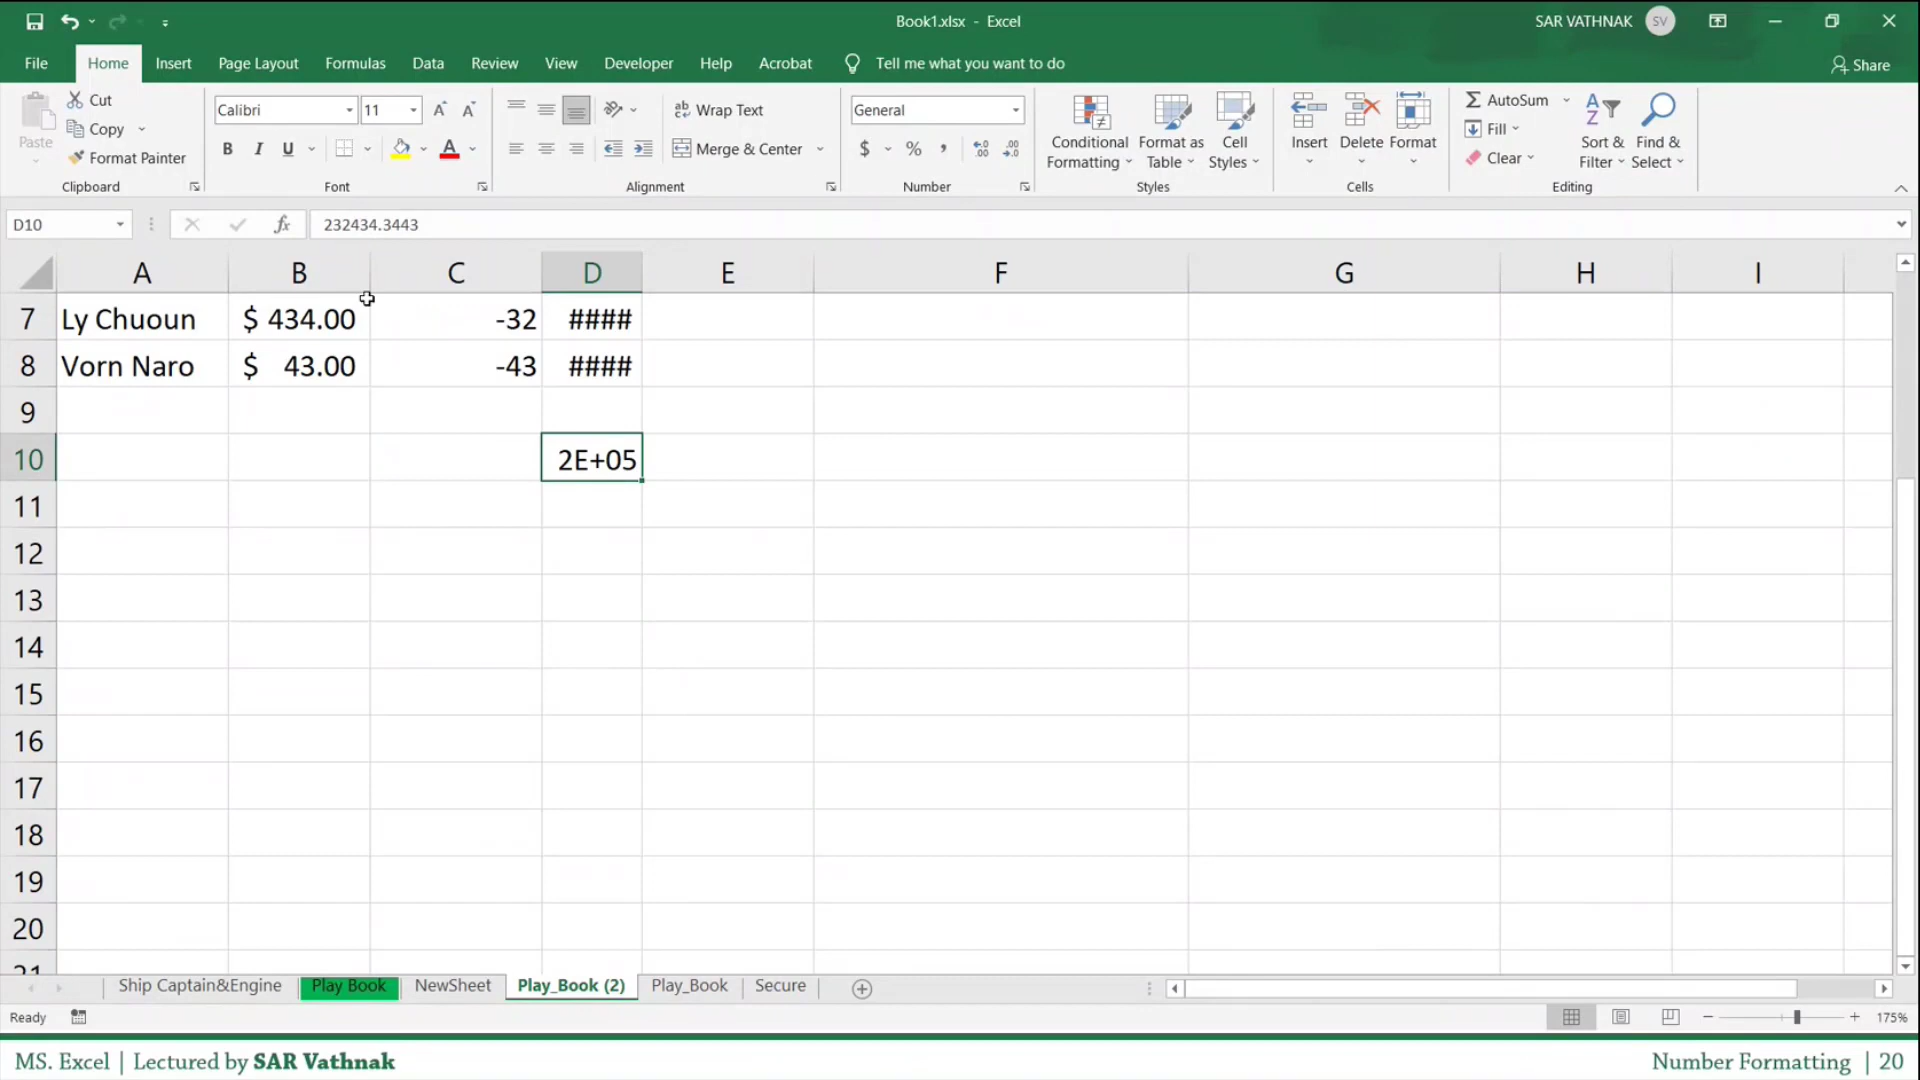 Book1.xlsx - Excel
SAR VATHNAK SV
File Home Insert Page Layout Formulas Data Review View Developer Help Acrobat Tell me what you want to do Share
Paste
Cut
Copy
Format Painter
Clipboard
Calibri 11
B I U
Font
Wrap Text
Merge & Center
Alignment
General
$ % ,
Number
Conditional Formatting
Format as Table
Cell Styles
Styles
Insert Delete Format
Cells
AutoSum
Fill
Clear
Sort & Filter
Find & Select
Editing
D10 fx 232434.3443
A B C D E F G H I
7 Ly Chuoun $ 434.00 -32 ####
8 Vorn Naro $ 43.00 -43 ####
9
10 2E+05
11
12
13
14
15
16
17
18
19
20
21
Ship Captain&Engine Play Book NewSheet Play_Book (2) Play_Book Secure
Ready 175%
MS. Excel | Lectured by SAR Vathnak Number Formatting | 20